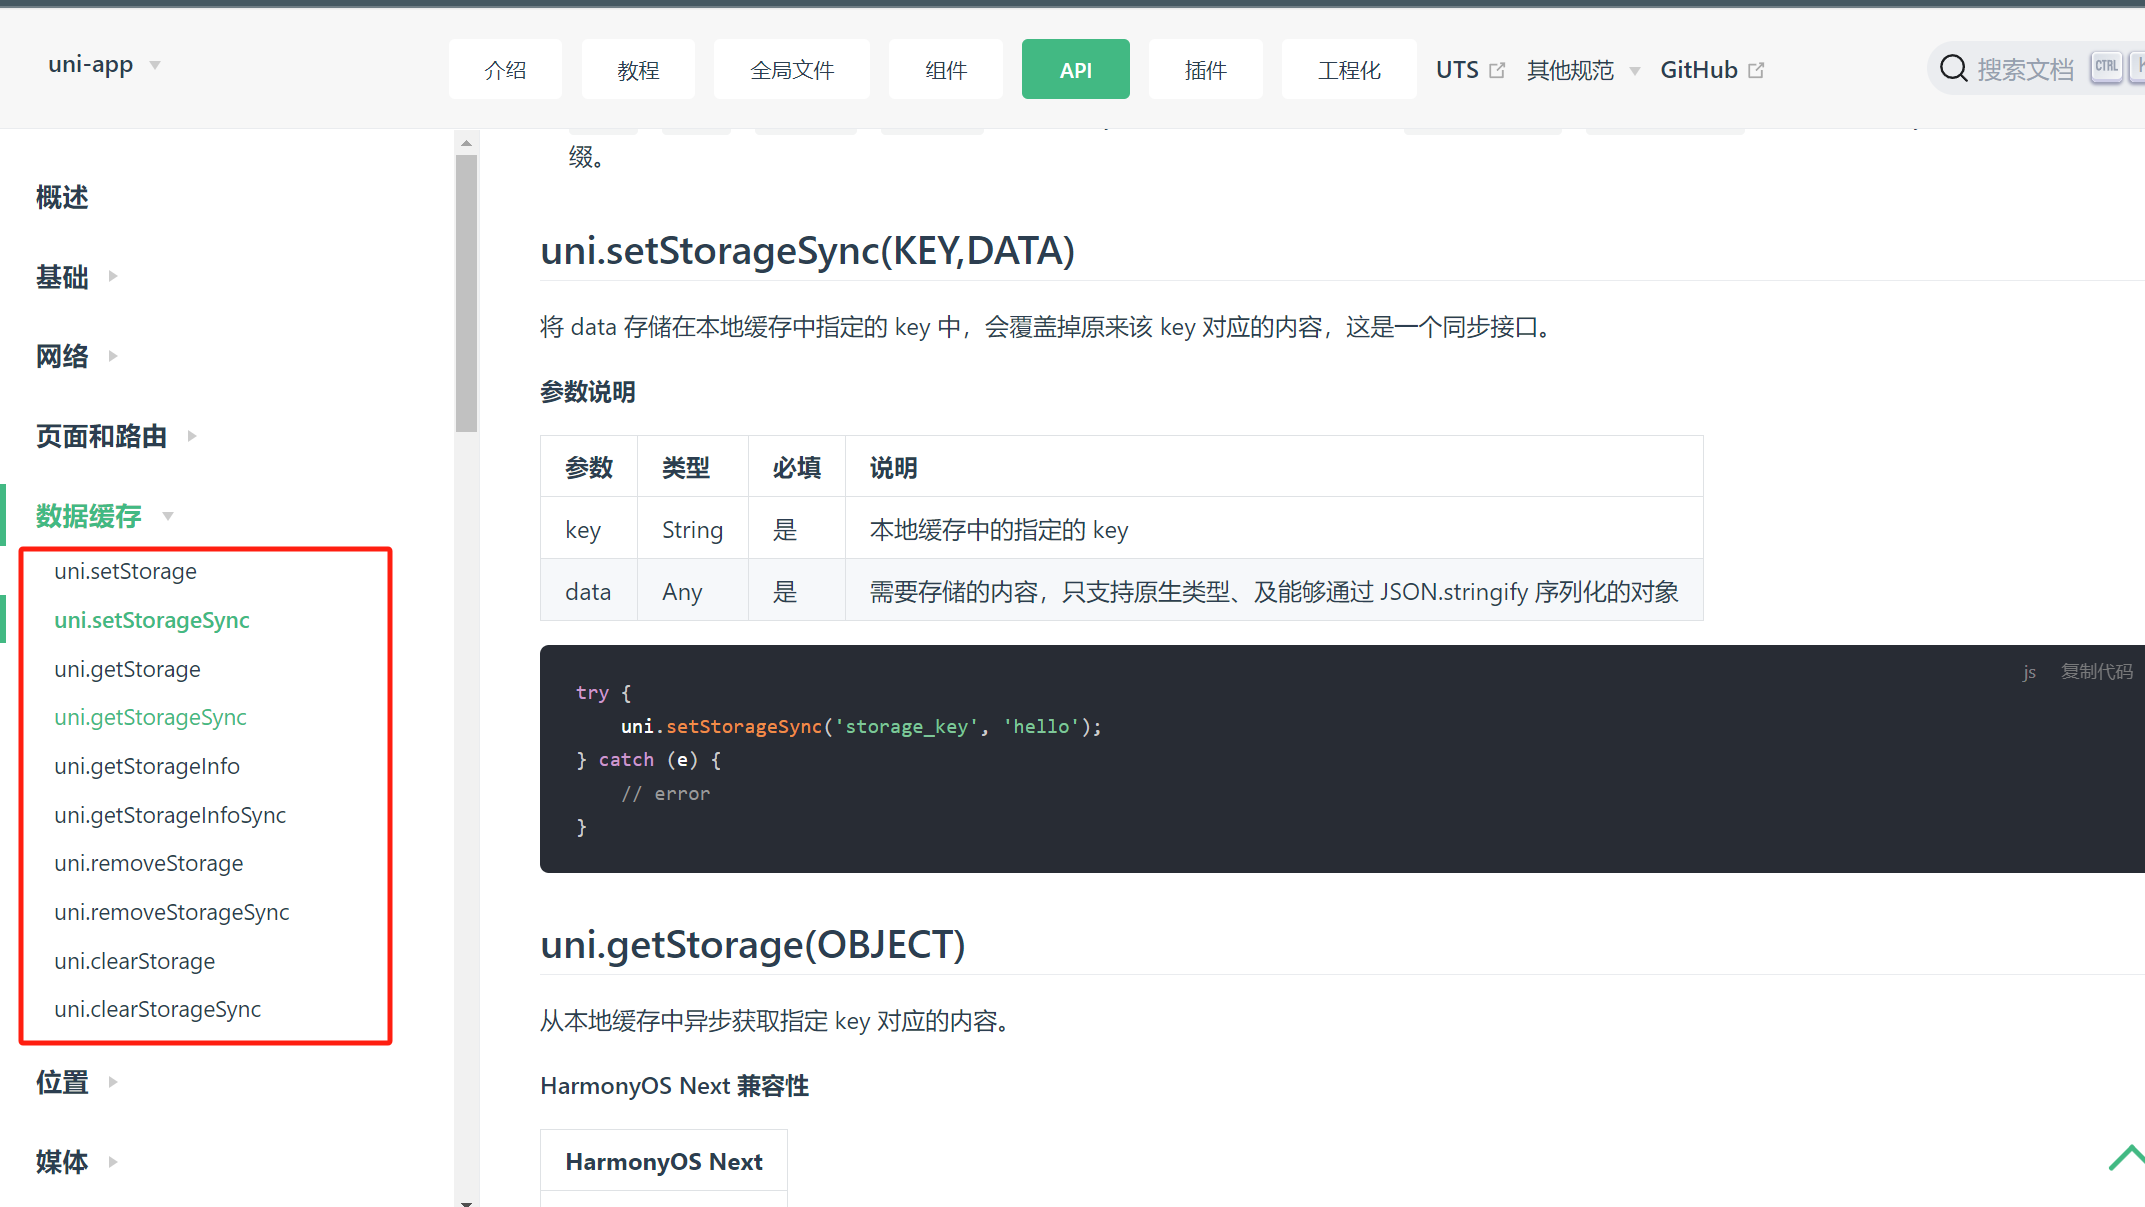 uni-app
介绍
教程
全局文件
组件
API
插件
工程化
UTS
其他规范
GitHub
搜索文档
CTRL
概述
基础
网络
页面和路由
数据缓存
uni.setStorage
uni.setStorageSync
uni.getStorage
uni.getStorageSync
uni.getStorageInfo
uni.getStorageInfoSync
uni.removeStorage
uni.removeStorageSync
uni.clearStorage
uni.clearStorageSync
位置
媒体
缀。
uni.setStorageSync(KEY,DATA)
将 data 存储在本地缓存中指定的 key 中，会覆盖掉原来该 key 对应的内容，这是一个同步接口。
参数说明
参数 类型 必填 说明
key String 是 本地缓存中的指定的 key
data Any 是 需要存储的内容，只支持原生类型、及能够通过 JSON.stringify 序列化的对象
js 复制代码
try {
    uni.setStorageSync('storage_key', 'hello');
} catch (e) {
    // error
}
uni.getStorage(OBJECT)
从本地缓存中异步获取指定 key 对应的内容。
HarmonyOS Next 兼容性
HarmonyOS Next